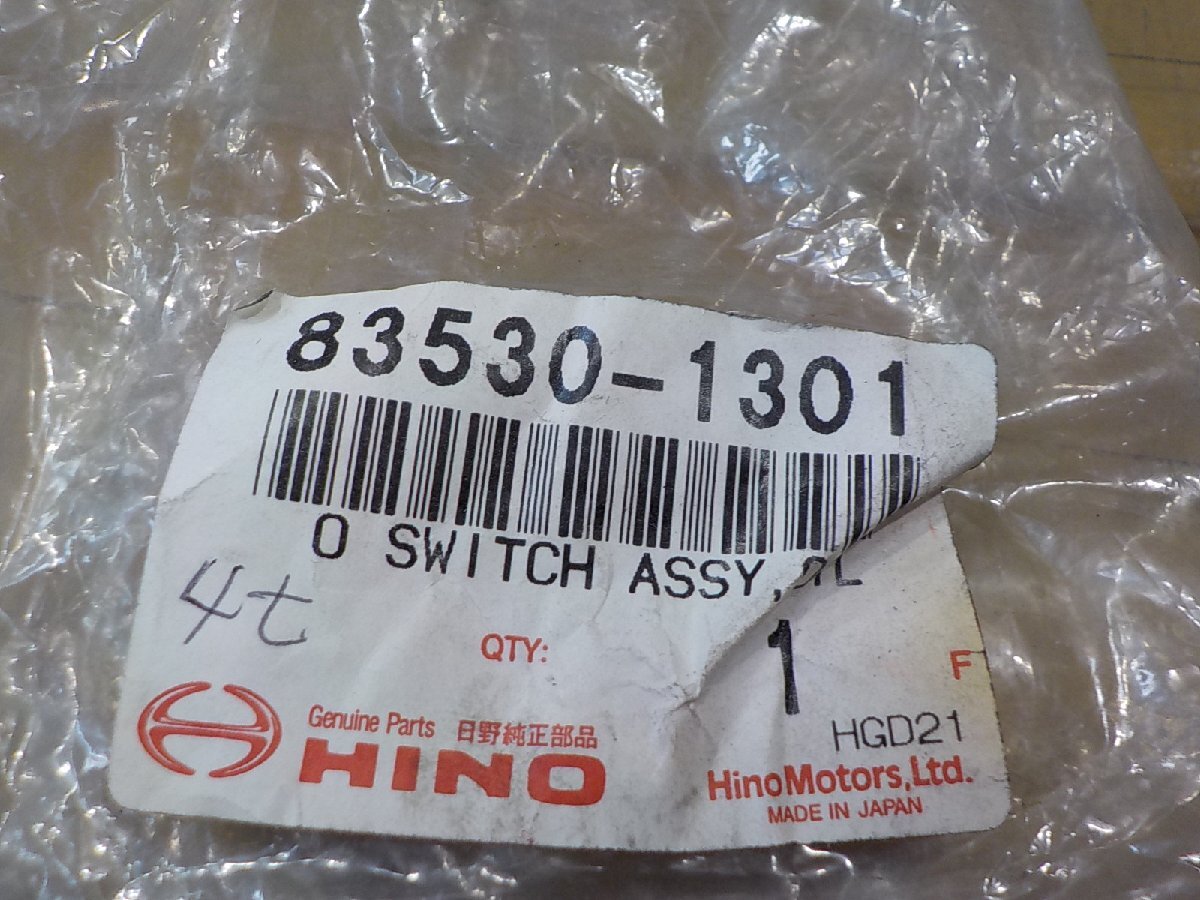 83530-1301
0 SWITCH ASSY,
4t
QTY: 1 F
HGD21
Genuine Parts 日野純正部品
HINO
HinoMotors,Ltd.
MADE IN JAPAN